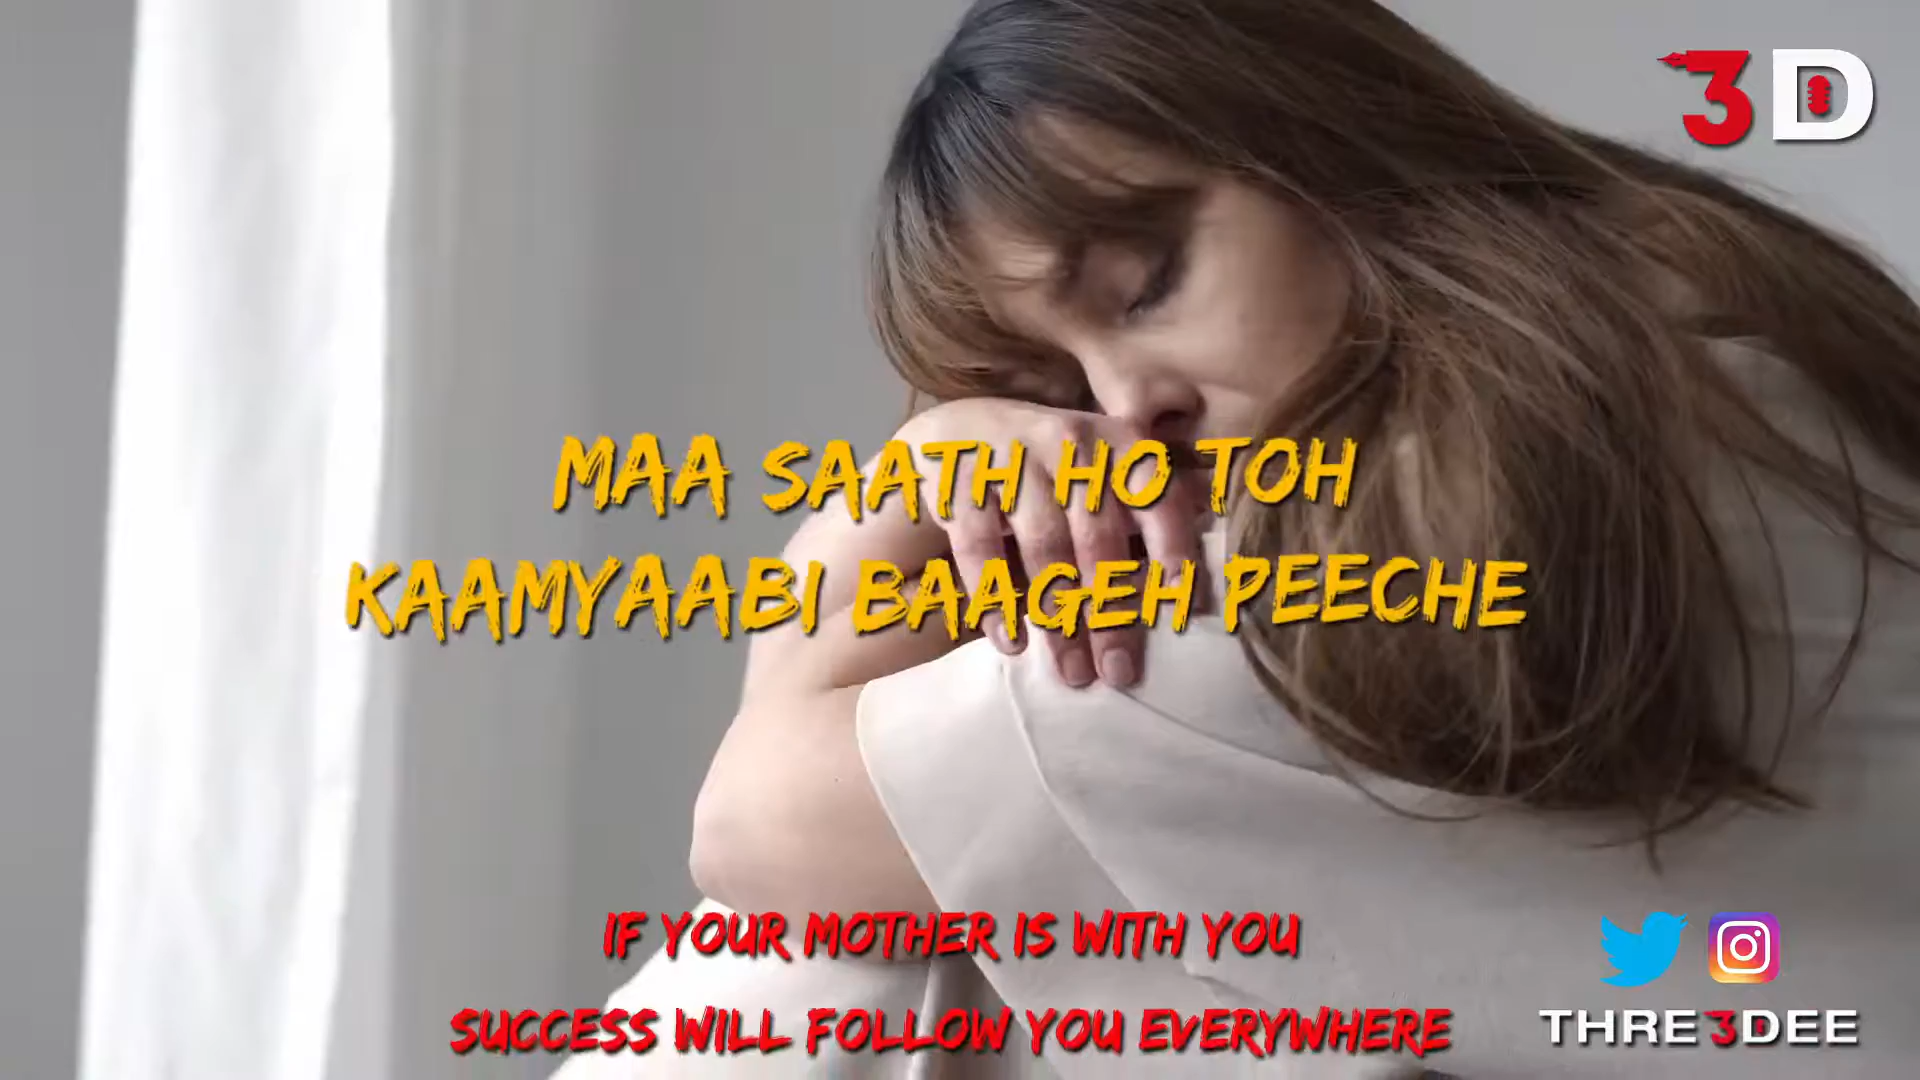 3D
MAA SAATH HO TOH
KAAMYAABI BAAGEH PEECHE
IF YOUR MOTHER IS WITH YOU
SUCCESS WILL FOLLOW YOU EVERYWHERE
THRE3DEE